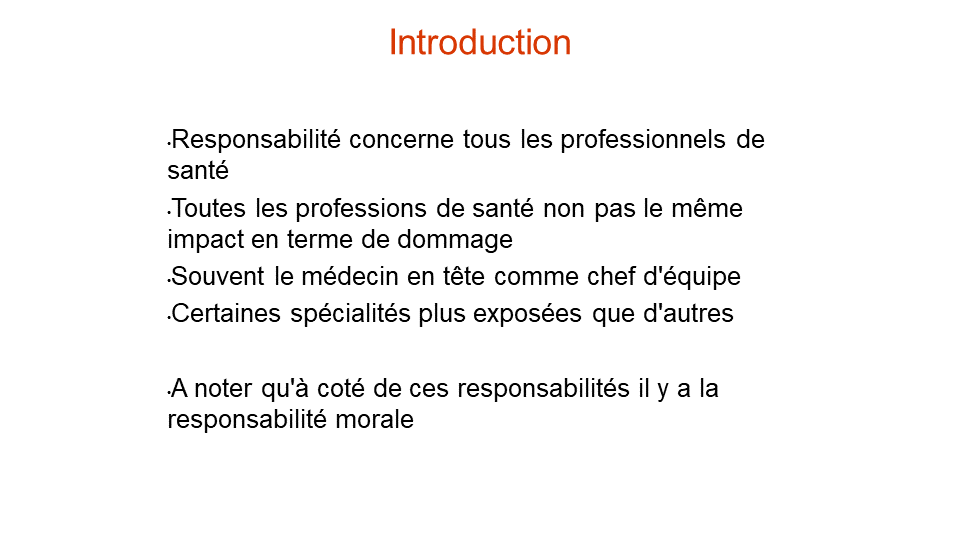 Introduction
•Responsabilité concerne tous les professionnels de
santé
•Toutes les professions de santé non pas le même
impact en terme de dommage
•Souvent le médecin en tête comme chef d'équipe
•Certaines spécialités plus exposées que d'autres
•A noter qu'à coté de ces responsabilités il y a la
responsabilité morale